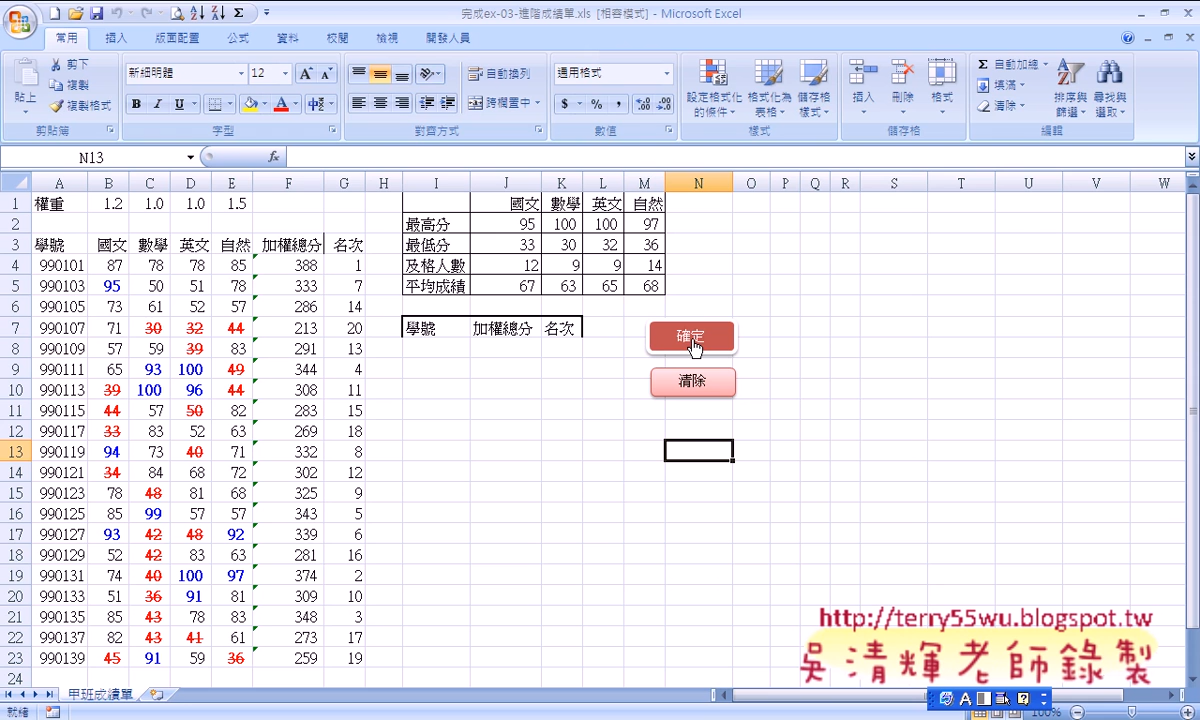 完成ex-03-進階成績單.xls [相容模式] - Microsoft Excel
常用 插入 版面配置 公式 資料 校閱 檢視 開發人員
貼上 剪下 複製 複製格式 剪貼簿
新細明體 12 字型
自動換列 跨欄置中 對齊方式
通用格式 數值
設定格式化的條件 格式化為表格 儲存格樣式 樣式
插入 刪除 格式 儲存格
自動加總 填滿 清除 排序與篩選 尋找與選取 編輯
N13 fx
A B C D E F G H I J K L M N O P Q R S T U V W
1 權重 1.2 1.0 1.0 1.5 國文 數學 英文 自然
2 最高分 95 100 100 97
3 學號 國文 數學 英文 自然 加權總分 名次 最低分 33 30 32 36
4 990101 87 78 78 85 388 1 及格人數 12 9 9 14
5 990103 95 50 51 78 333 7 平均成績 67 63 65 68
6 990105 73 61 52 57 286 14
7 990107 71 30 32 44 213 20 學號 加權總分 名次 確定
8 990109 57 59 39 83 291 13
9 990111 65 93 100 49 344 4 清除
10 990113 39 100 96 44 308 11
11 990115 44 57 50 82 283 15
12 990117 33 83 52 63 269 18
13 990119 94 73 40 71 332 8
14 990121 34 84 68 72 302 12
15 990123 78 48 81 68 325 9
16 990125 85 99 57 57 343 5
17 990127 93 42 48 92 339 6
18 990129 52 42 83 63 281 16
19 990131 74 40 100 97 374 2
20 990133 51 36 91 81 309 10
21 990135 85 43 78 83 348 3
22 990137 82 43 41 61 273 17
23 990139 45 91 59 36 259 19
24
http://terry55wu.blogspot.tw
吳清輝老師錄製
甲班成績單
就緒 100%